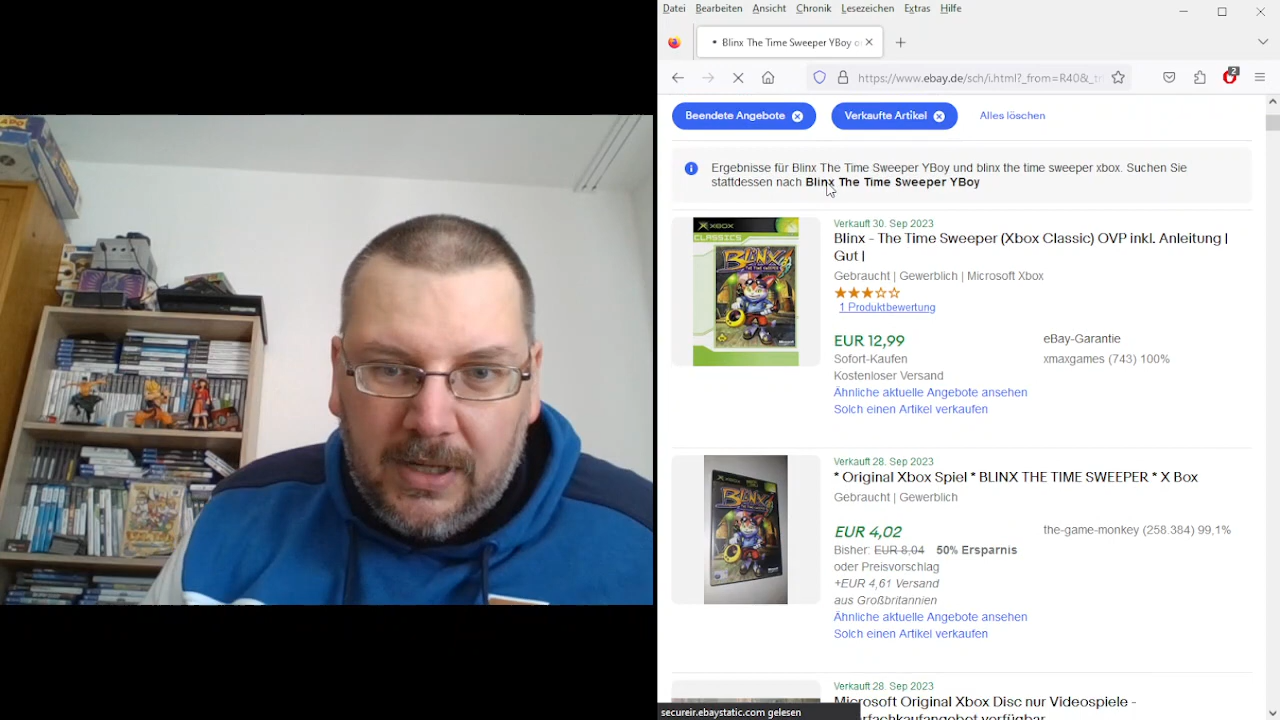 Datei Bearbeiten Ansicht Chronik Lesezeichen Extras Hilfe
Blinx The Time Sweeper YBoy
https://www.ebay.de/sch/i.html?_from=R40&_
2
Beendete Angebote
Verkaufte Artikel
Alles löschen
Ergebnisse für Blinx The Time Sweeper YBoy und blinx the time sweeper xbox. Suchen Sie
stattdessen nach Blinx The Time Sweeper YBoy
XBOX
CLASSICS
BLINX
Verkauft 30. Sep 2023
Blinx - The Time Sweeper (Xbox Classic) OVP inkl. Anleitung |
Gut |
Gebraucht | Gewerblich | Microsoft Xbox
1 Produktbewertung
EUR 12,99
Sofort-Kaufen
Kostenloser Versand
Ähnliche aktuelle Angebote ansehen
Solch einen Artikel verkaufen
eBay-Garantie
xmaxgames (743) 100%
XBOX
BLINX
Verkauft 28. Sep 2023
* Original Xbox Spiel * BLINX THE TIME SWEEPER * X Box
Gebraucht | Gewerblich
EUR 4,02
Bisher: EUR 8,04 50% Ersparnis
oder Preisvorschlag
+EUR 4,61 Versand
aus Großbritannien
Ähnliche aktuelle Angebote ansehen
Solch einen Artikel verkaufen
the-game-monkey (258.384) 99,1%
Verkauft 28. Sep 2023
Microsoft Original Xbox Disc nur Videospiele -
rfachkaufangebot verfügbar
secureir.ebaystatic.com gelesen